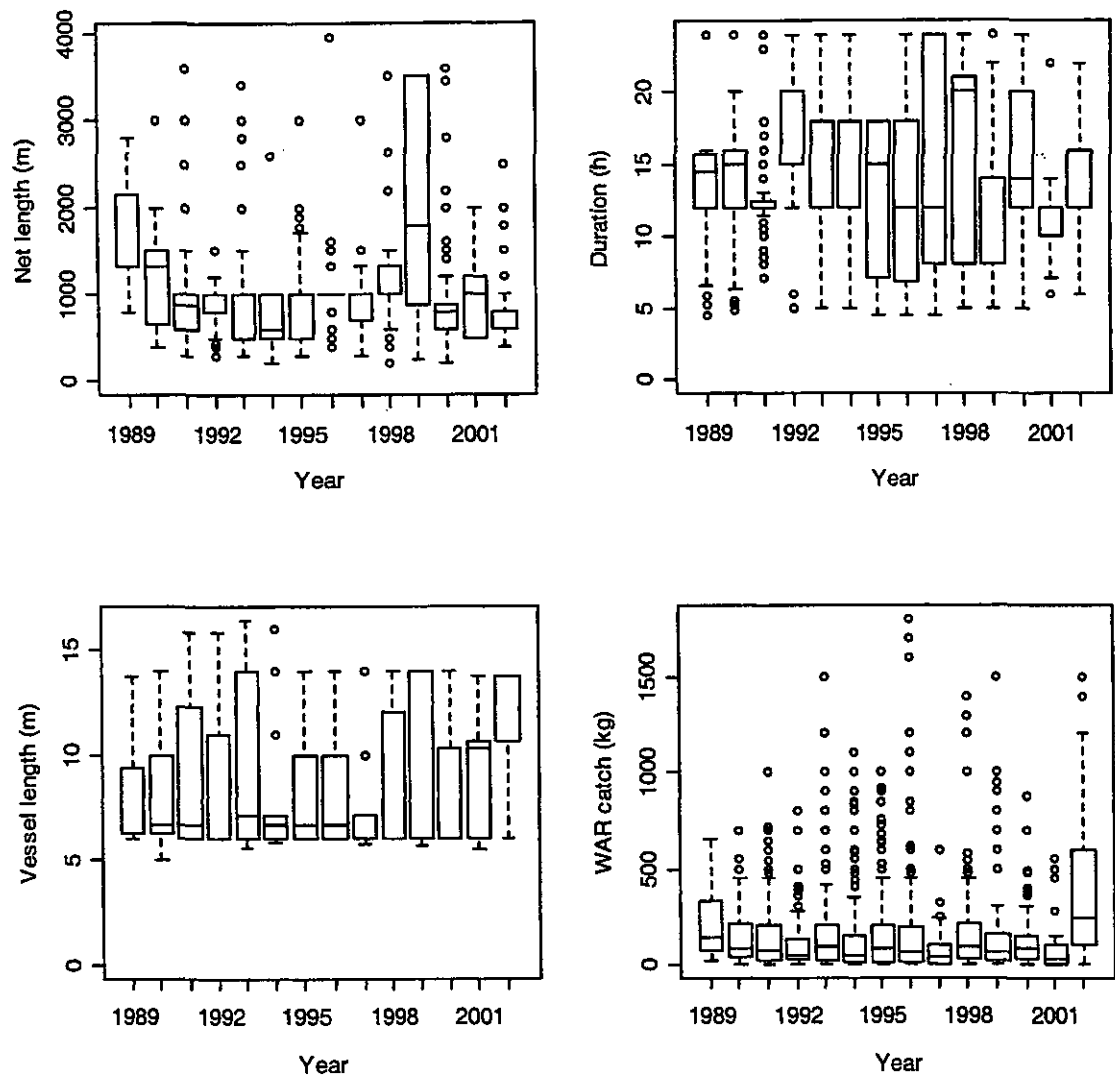 Net length (m)
4000
3000
2000
1000
0
1989 1992 1995 1998 2001
Year
Duration (h)
20
15
10
5
0
1989 1992 1995 1998 2001
Year
Vessel length (m)
15
10
5
0
1989 1992 1995 1998 2001
Year
WAR catch (kg)
1500
1000
500
0
1989 1992 1995 1998 2001
Year